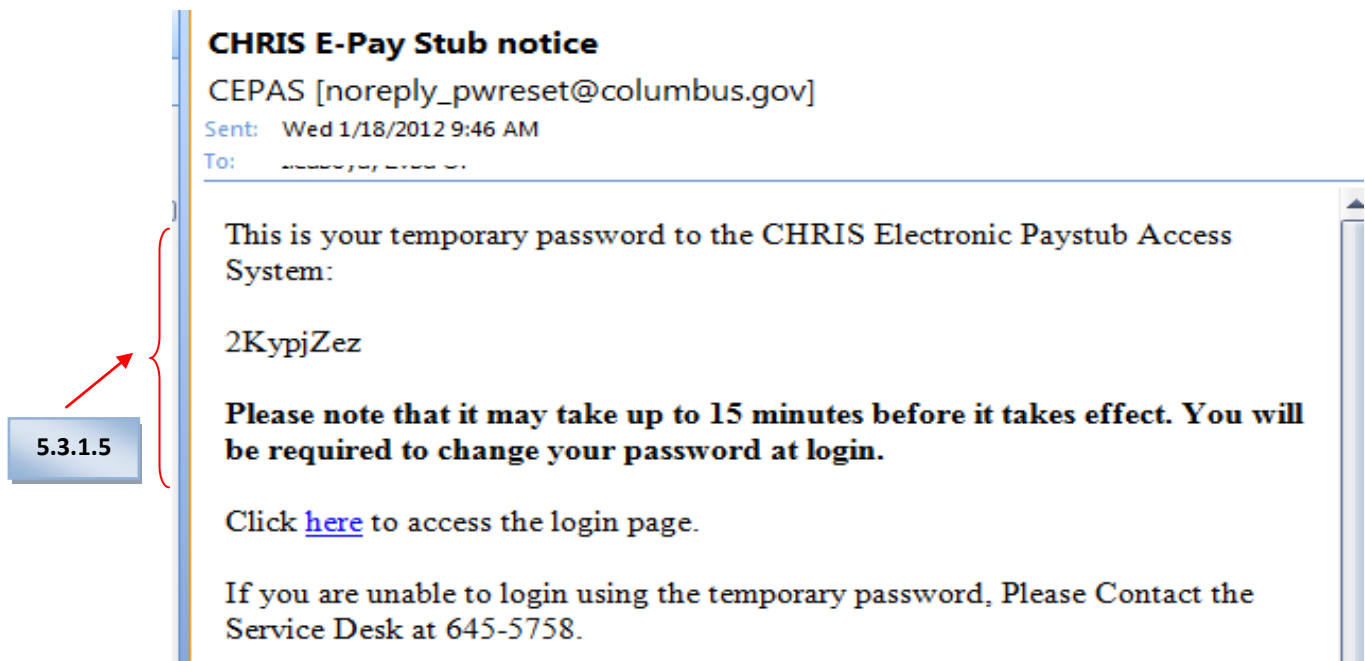 CHRIS E-Pay Stub notice
CEPAS [noreply_pwreset@columbus.gov]
Sent: Wed 1/18/2012 9:46 AM
To:
This is your temporary password to the CHRIS Electronic Paystub Access
System:
2KypjZez
Please note that it may take up to 15 minutes before it takes effect. You will
be required to change your password at login.
5.3.1.5
Click here to access the login page.
If you are unable to login using the temporary password, Please Contact the
Service Desk at 645-5758.